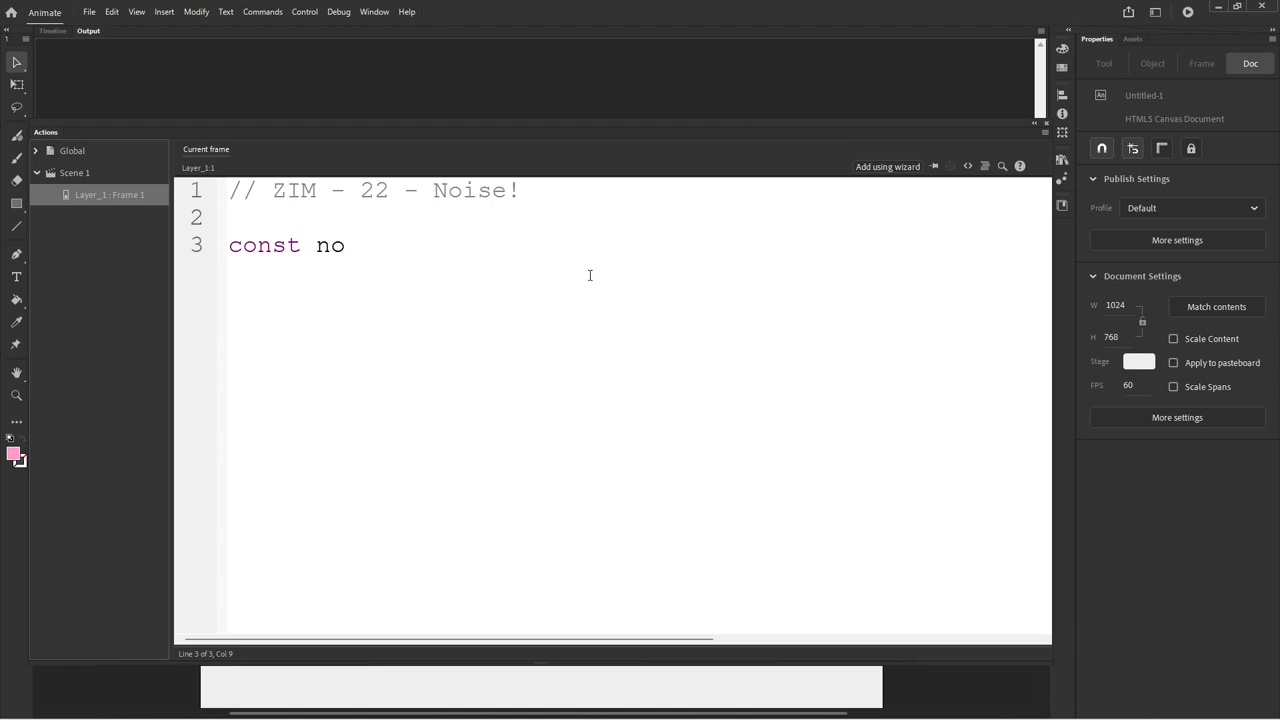 Animate File Edit View Insert Modify Text Commands Control Debug Window Help
1
Timeline Output
Actions
Global
Scene 1
Layer_1 : Frame 1
Current frame
Layer_1:1
Add using wizard
1 // ZIM - 22 - Noise!
2
3 const no
Line 3 of 3, Col 9
Properties Assets
Tool Object Frame Doc
An Untitled-1
HTML5 Canvas Document
Publish Settings
Profile Default
More settings
Document Settings
W 1024 Match contents
H 768 Scale Content
Stage Apply to pasteboard
FPS 60 Scale Spans
More settings